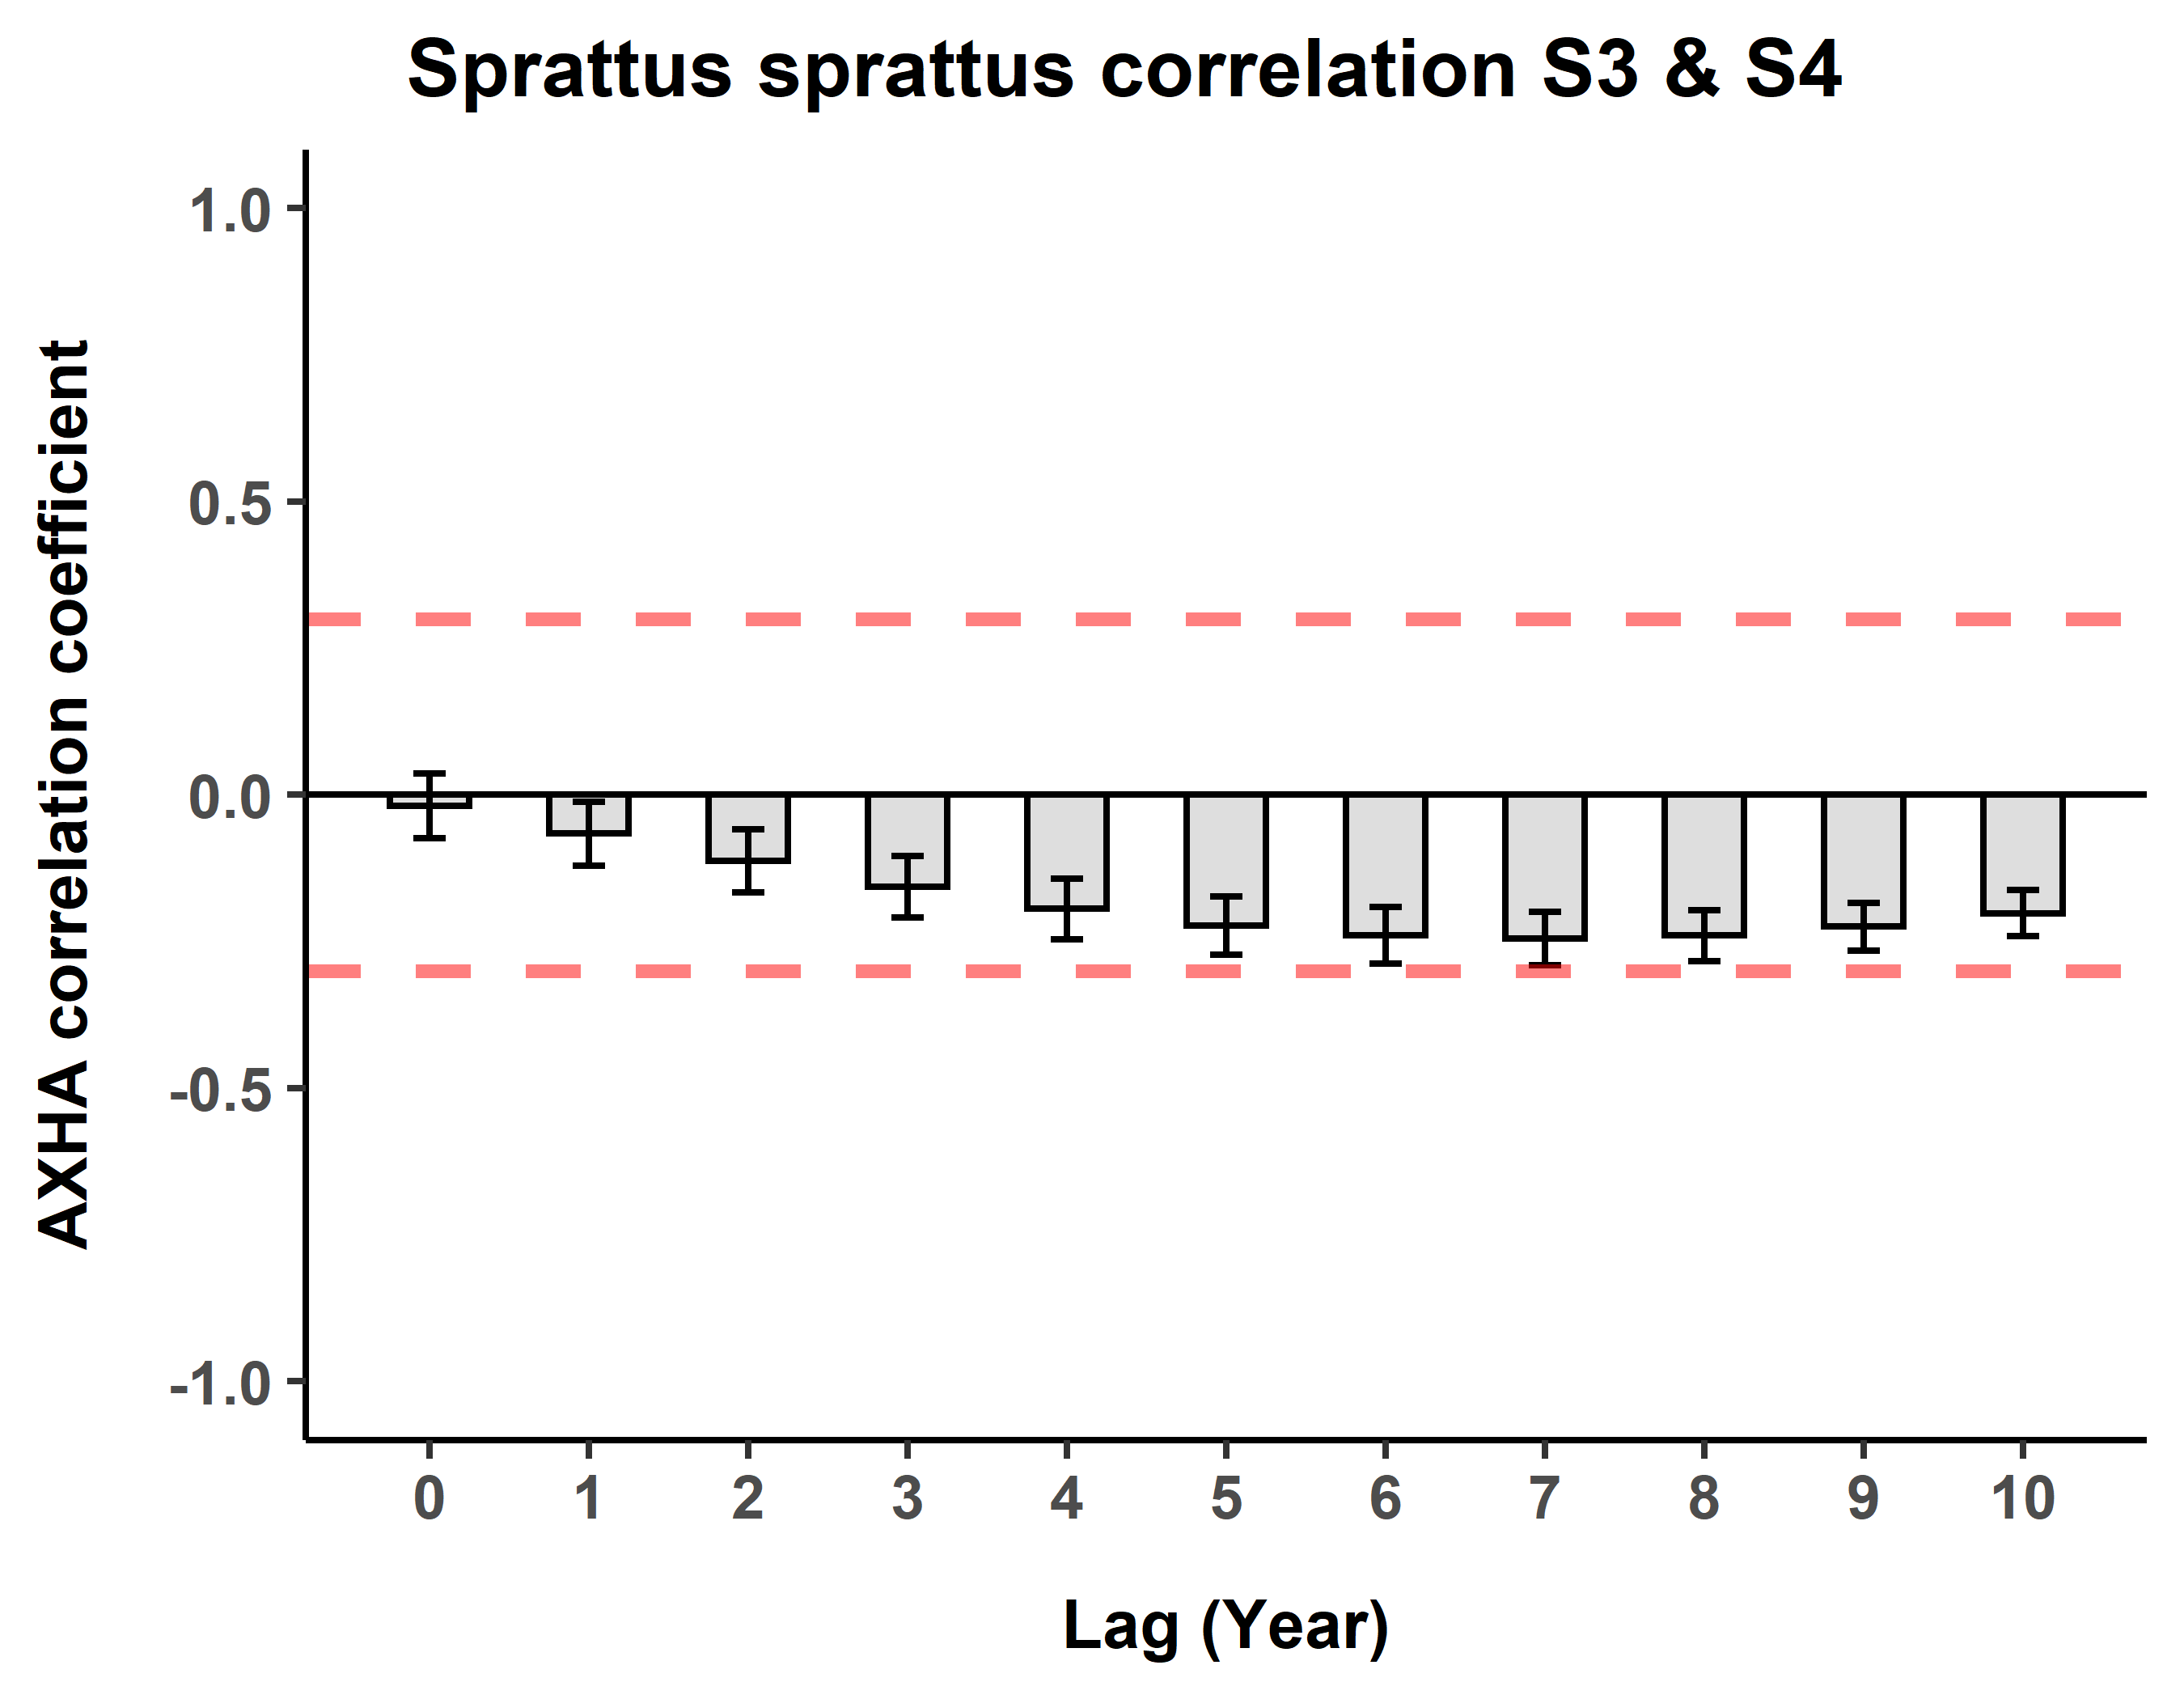 Sprattus sprattus correlation S3 & S4
AXHA correlation coefficient
1.0
0.5
0.0
-0.5
-1.0
0 1 2 3 4 5 6 7 8 9 10
Lag (Year)